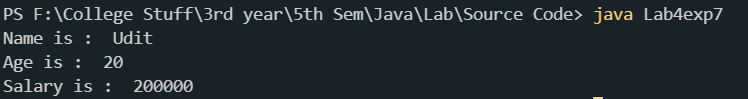 PS F:\College Stuff\3rd year\5th Sem\Java\Lab\Source Code> java Lab4exp7
Name is :  Udit
Age is :  20
Salary is :  200000